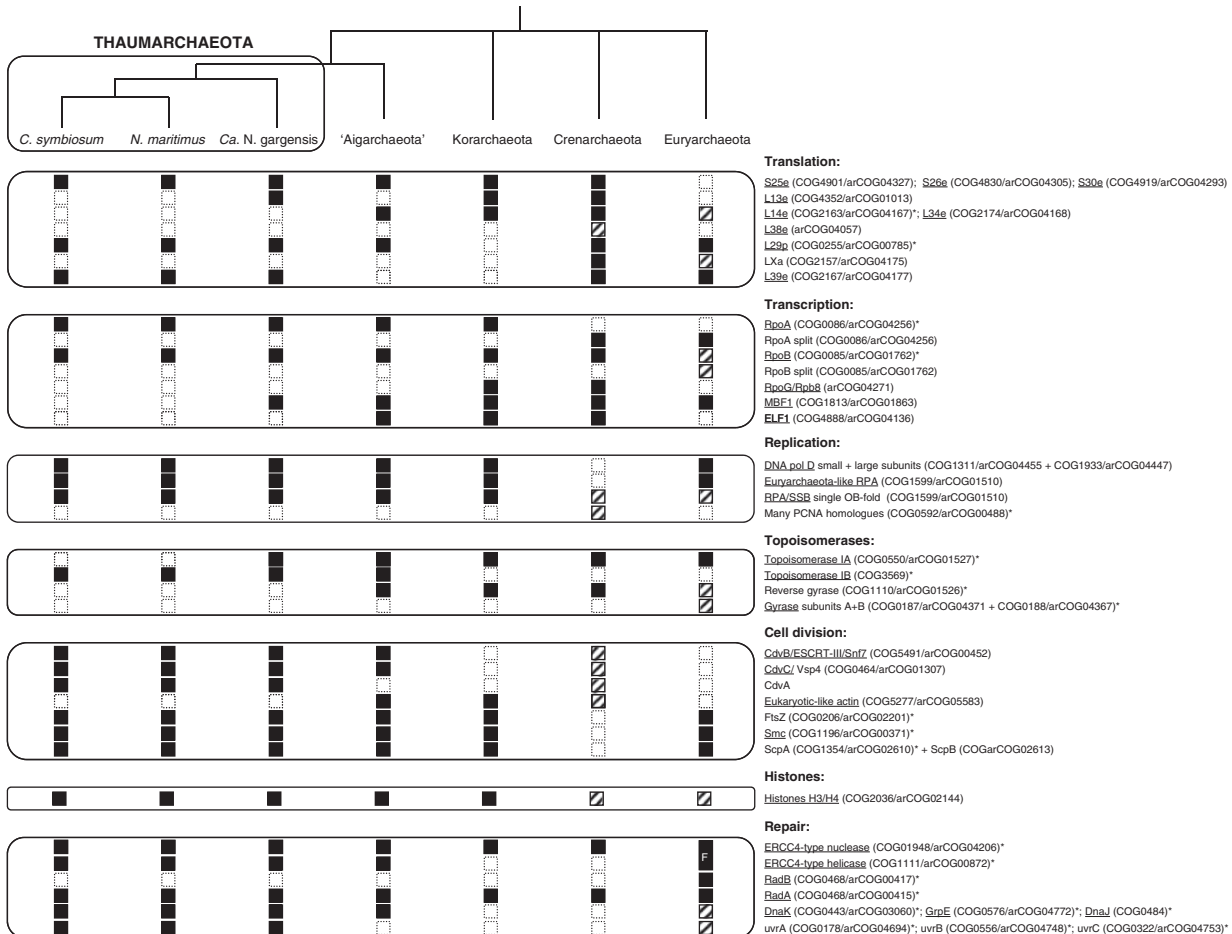 THAUMARCHAEOTA
C. symbiosum N. maritimus Ca. N. gargensis 'Aigarchaeota' Korarchaeota Crenarchaeota Euryarchaeota
Translation:
S25e (COG4901/arCOG04327); S26e (COG4830/arCOG04305); S30e (COG4919/arCOG04293)
L13e (COG4352/arCOG01013)
L14e (COG2163/arCOG04167)*; L34e (COG2174/arCOG04168)
L38e (arCOG04057)
L29p (COG0255/arCOG00785)*
LXa (COG2157/arCOG04175)
L39e (COG2167/arCOG04177)
Transcription:
RpoA (COG0086/arCOG04256)*
RpoA split (COG0086/arCOG04256)
RpoB (COG0085/arCOG01762)*
RpoB split (COG0085/arCOG01762)
RpoG/Rpb8 (arCOG04271)
MBF1 (COG1813/arCOG01863)
ELF1 (COG4888/arCOG04136)
Replication:
DNA pol D small + large subunits (COG1311/arCOG04455 + COG1933/arCOG04447)
Euryarchaeota-like RPA (COG1599/arCOG01510)
RPA/SSB single OB-fold (COG1599/arCOG01510)
Many PCNA homologues (COG0592/arCOG00488)*
Topoisomerases:
Topoisomerase IA (COG0550/arCOG01527)*
Topoisomerase IB (COG3569)*
Reverse gyrase (COG1110/arCOG01526)*
Gyrase subunits A+B (COG0187/arCOG04371 + COG0188/arCOG04367)*
Cell division:
CdvB/ESCRT-III/Snf7 (COG5491/arCOG00452)
CdvC/ Vsp4 (COG0464/arCOG01307)
CdvA
Eukaryotic-like actin (COG5277/arCOG05583)
FtsZ (COG0206/arCOG02201)*
Smc (COG1196/arCOG00371)*
ScpA (COG1354/arCOG02610)* + ScpB (COGarCOG02613)
Histones:
Histones H3/H4 (COG2036/arCOG02144)
Repair:
ERCC4-type nuclease (COG01948/arCOG04206)*
F
ERCC4-type helicase (COG1111/arCOG00872)*
RadB (COG0468/arCOG00417)*
RadA (COG0468/arCOG00415)*
DnaK (COG0443/arCOG03060)*; GrpE (COG0576/arCOG04772)*; DnaJ (COG0484)*
uvrA (COG0178/arCOG04694)*; uvrB (COG0556/arCOG04748)*; uvrC (COG0322/arCOG04753)*